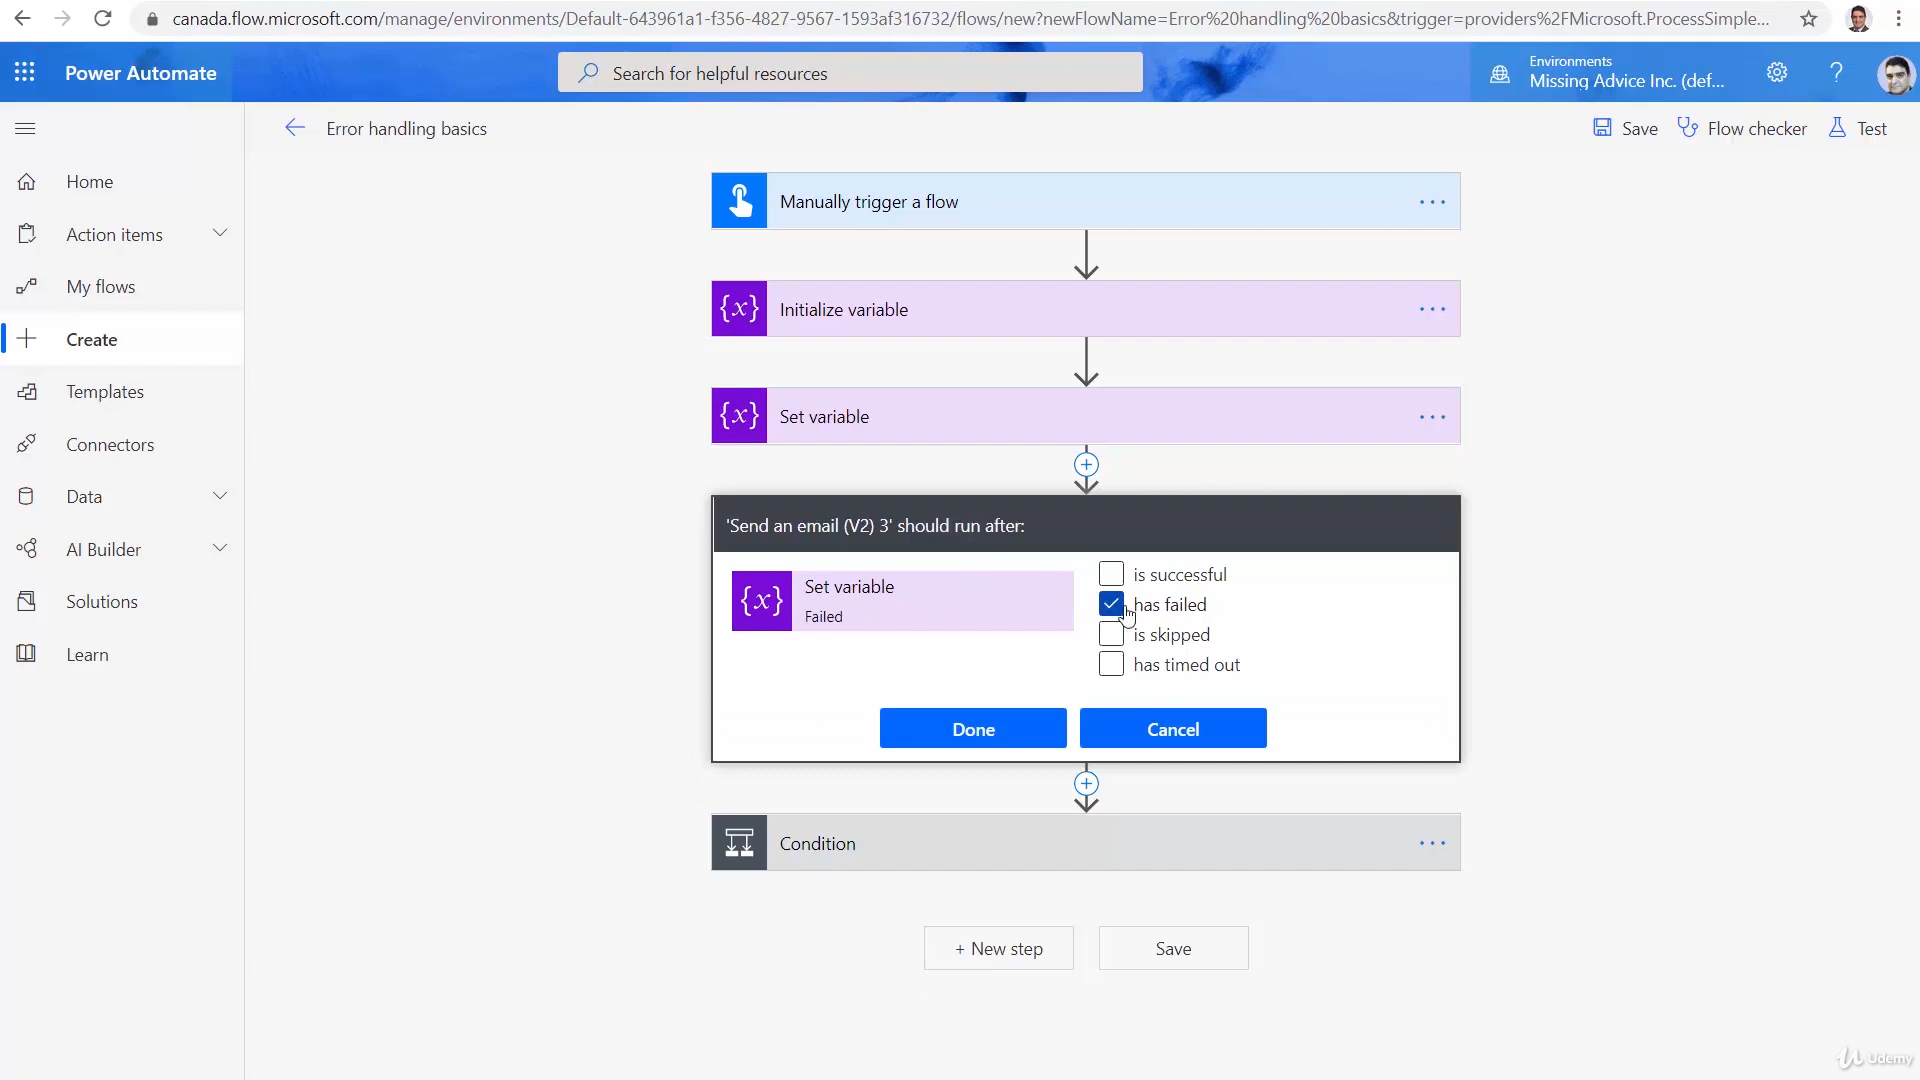 canada.flow.microsoft.com/manage/environments/Default-643961a1-f356-4827-9567-1593af316732/flows/new?newFlowName=Error%20handling%20basics&trigger=providers%2FMicrosoft.ProcessSimple...
Power Automate
Search for helpful resources
Environments
Missing Advice Inc. (def...
?
Error handling basics
Save
Flow checker
Test
Home
Action items
My flows
Create
Templates
Connectors
Data
AI Builder
Solutions
Learn
Manually trigger a flow
{x} Initialize variable
{x} Set variable
'Send an email (V2) 3' should run after:
{x} Set variable
Failed
is successful
has failed
is skipped
has timed out
Done
Cancel
Condition
+ New step
Save
Udemy